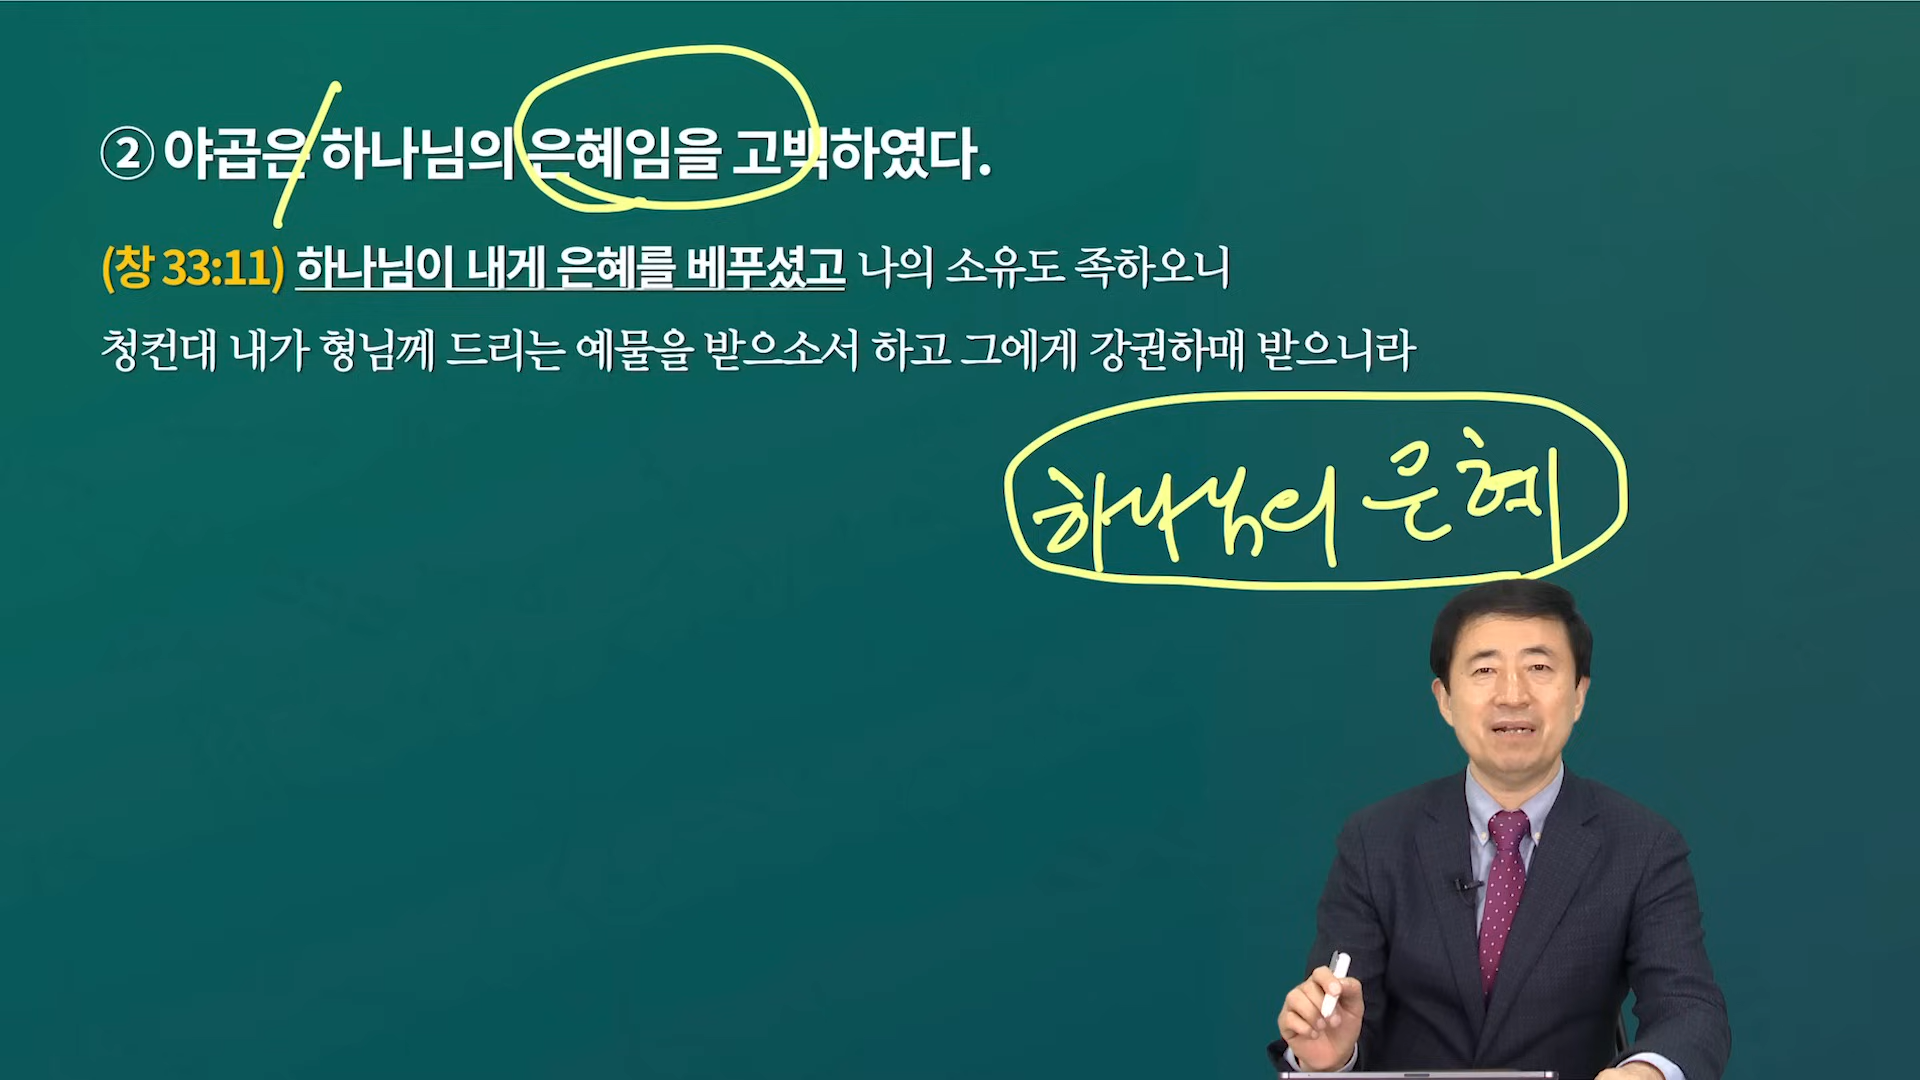 ② 야곱은 하나님의 은혜임을 고백하였다.
(창 33:11) 하나님이 내게 은혜를 베푸셨고 나의 소유도 족하오니
청컨대 내가 형님께 드리는 예물을 받으소서 하고 그에게 강권하매 받으니라
하나님의 은혜